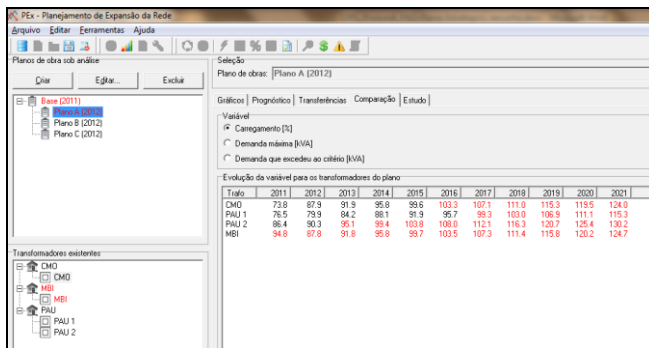 PEx - Planejamento de Expansão da Rede
Arquivo Editar Ferramentas Ajuda
Planos de obra sob análise
Criar Editar... Excluir
Base (2011)
Plano A (2012)
Plano B (2012)
Plano C (2012)
Transformadores existentes
CMO
CMO
MBI
MBI
PAU
PAU 1
PAU 2
Seleção
Plano de obras: Plano A (2012)
Gráficos Prognóstico Transferências Comparação Estudo
Variável
Carregamento [%]
Demanda máxima [kVA]
Demanda que excedeu ao critério [kVA]
Evolução da variável para os transformadores do plano
Trafo 2011 2012 2013 2014 2015 2016 2017 2018 2019 2020 2021
CMO 73.8 87.9 91.9 95.8 99.6 103.3 107.1 111.0 115.3 119.5 124.0
PAU 1 76.5 79.9 84.2 88.1 91.9 95.7 99.3 103.0 106.9 111.1 115.3
PAU 2 86.4 90.3 95.1 99.4 103.8 108.0 112.1 116.3 120.7 125.4 130.2
MBI 94.8 87.8 91.8 95.8 99.7 103.5 107.3 111.4 115.8 120.2 124.7